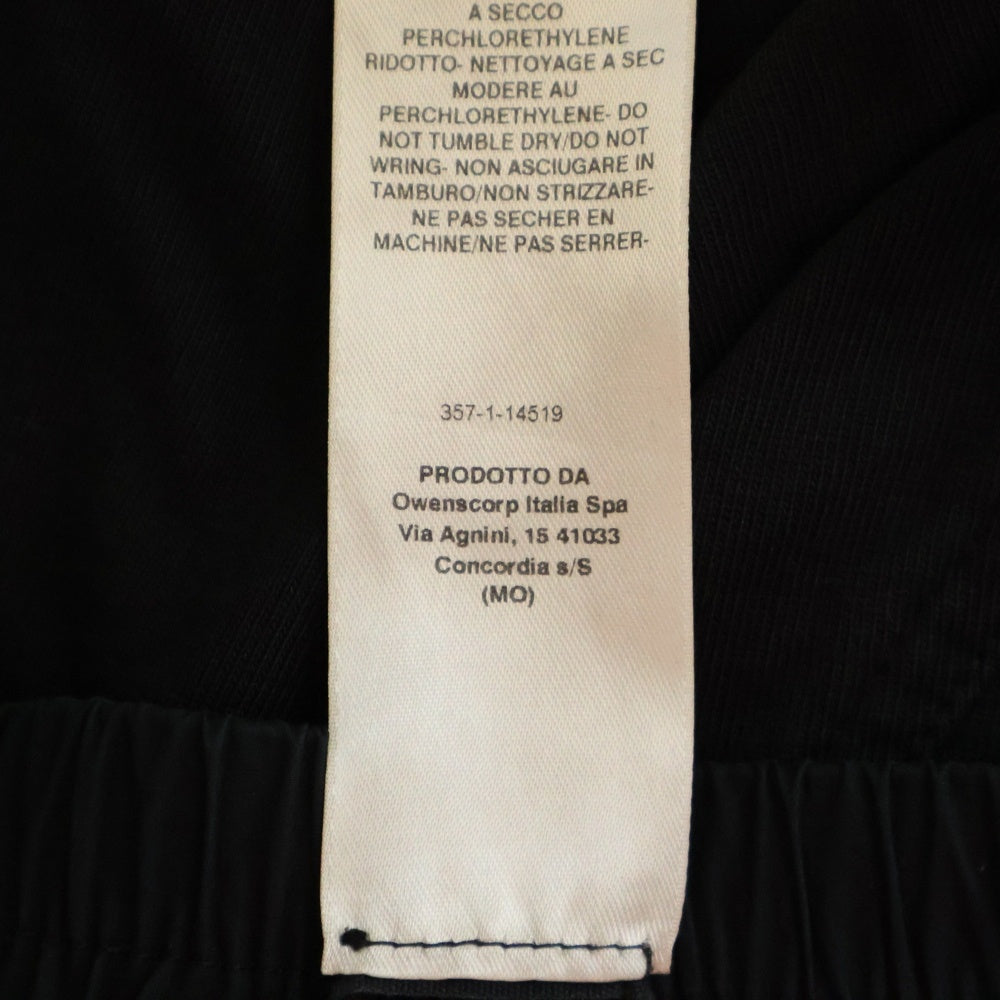 A SECCO
PERCHLORETHYLENE
RIDOTTO- NETTOYAGE A SEC
MODERE AU
PERCHLORETHYLENE- DO
NOT TUMBLE DRY/DO NOT
WRING- NON ASCIUGARE IN
TAMBURO/NON STRIZZARE-
NE PAS SECHER EN
MACHINE/NE PAS SERRER-
357-1-14519
PRODOTTO DA
Owenscorp Italia Spa
Via Agnini, 15 41033
Concordia s/S
(MO)